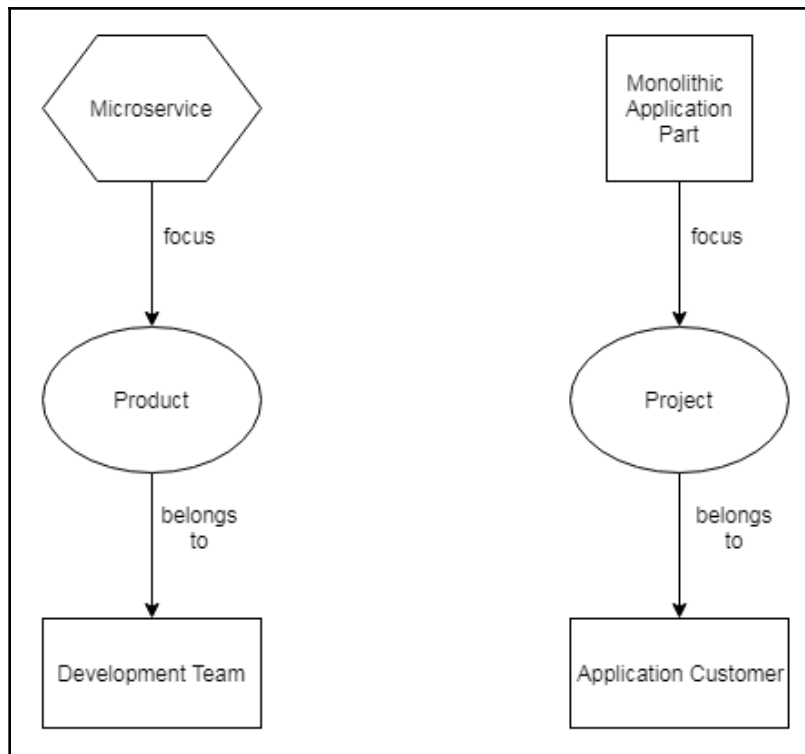 Microservice
Monolithic
Application
Part
focus
focus
Product
Project
belongs
to
belongs
to
Development Team
Application Customer